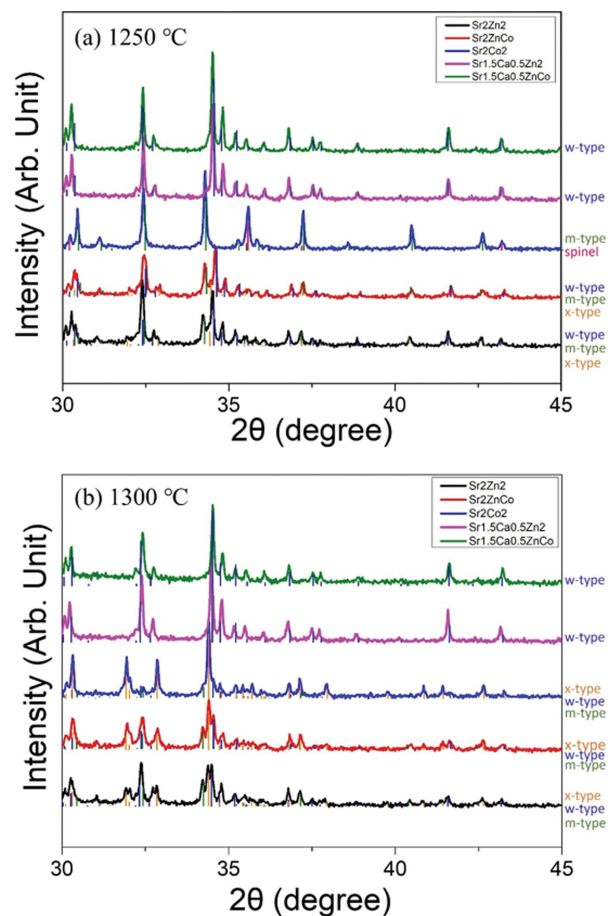 (a) 1250 ℃
Sr2Zn2
Sr2ZnCo
Sr2Co2
Sr1.5Ca0.5Zn2
Sr1.5Ca0.5ZnCo
Intensity (Arb. Unit)
w-type
w-type
m-type
spinel
w-type
m-type
x-type
w-type
m-type
x-type
30 35 40 45
2θ (degree)
(b) 1300 ℃
Sr2Zn2
Sr2ZnCo
Sr2Co2
Sr1.5Ca0.5Zn2
Sr1.5Ca0.5ZnCo
Intensity (Arb. Unit)
w-type
w-type
x-type
w-type
m-type
x-type
w-type
m-type
x-type
w-type
m-type
30 35 40 45
2θ (degree)